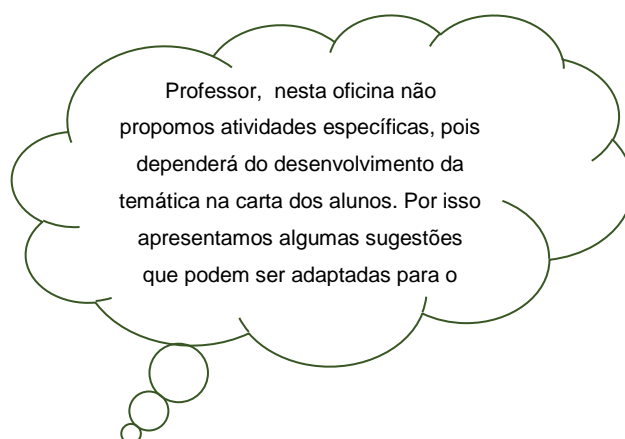 Professor, nesta oficina não
propomos atividades específicas, pois
dependerá do desenvolvimento da
temática na carta dos alunos. Por isso
apresentamos algumas sugestões
que podem ser adaptadas para o